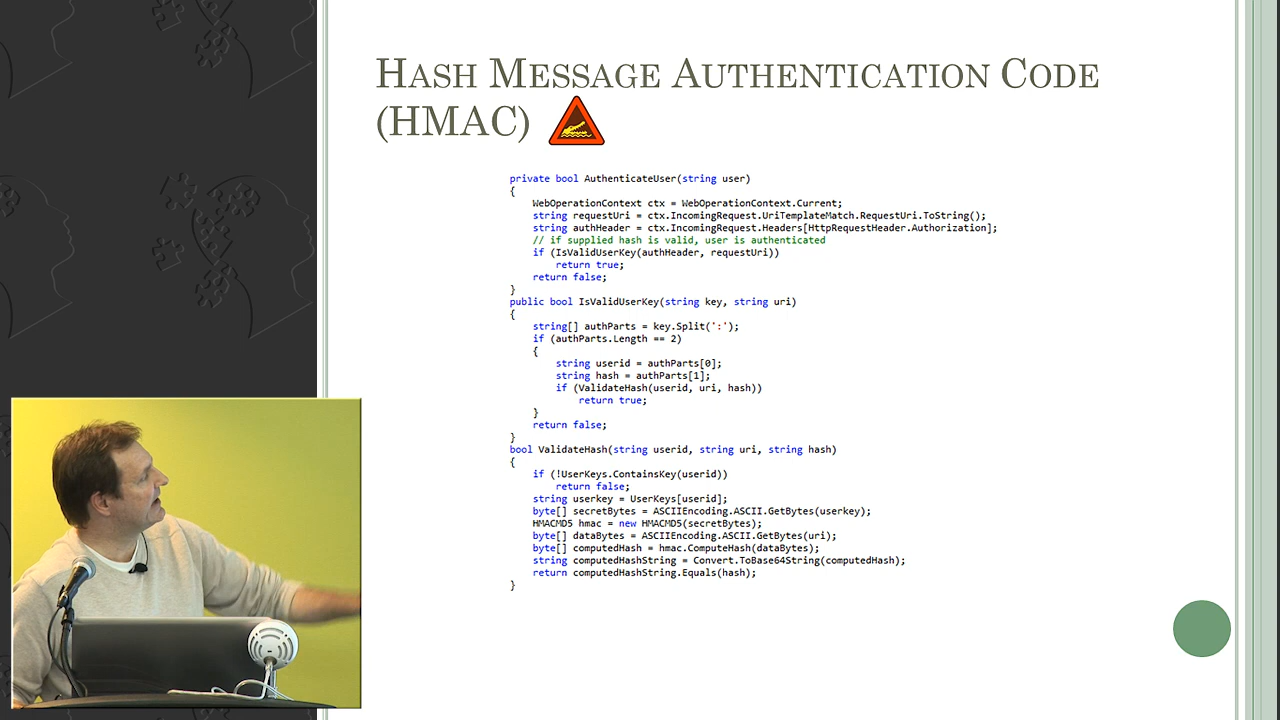 HASH MESSAGE AUTHENTICATION CODE
(HMAC)
private bool AuthenticateUser(string user)
{
    WebOperationContext ctx = WebOperationContext.Current;
    string requestUri = ctx.IncomingRequest.UriTemplateMatch.RequestUri.ToString();
    string authHeader = ctx.IncomingRequest.Headers[HttpRequestHeader.Authorization];
    // if supplied hash is valid, user is authenticated
    if (IsValidUserKey(authHeader, requestUri))
        return true;
    return false;
}
public bool IsValidUserKey(string key, string uri)
{
    string[] authParts = key.Split(':');
    if (authParts.Length == 2)
    {
        string userid = authParts[0];
        string hash = authParts[1];
        if (ValidateHash(userid, uri, hash))
            return true;
    }
    return false;
}
bool ValidateHash(string userid, string uri, string hash)
{
    if (!UserKeys.ContainsKey(userid))
        return false;
    string userkey = UserKeys[userid];
    byte[] secretBytes = ASCIIEncoding.ASCII.GetBytes(userkey);
    HMACMD5 hmac = new HMACMD5(secretBytes);
    byte[] dataBytes = ASCIIEncoding.ASCII.GetBytes(uri);
    byte[] computedHash = hmac.ComputeHash(dataBytes);
    string computedHashString = Convert.ToBase64String(computedHash);
    return computedHashString.Equals(hash);
}